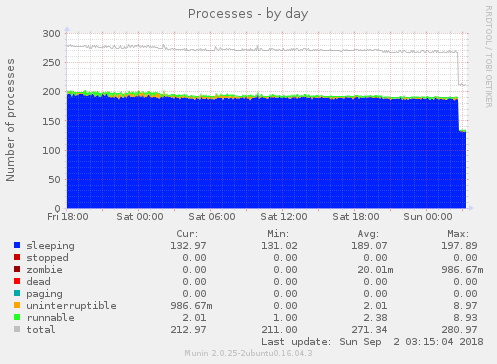 Processes - by day
RRDTOOL / TOBI OETIKER
Number of processes
300
250
200
150
100
50
0
Fri 18:00 Sat 00:00 Sat 06:00 Sat 12:00 Sat 18:00 Sun 00:00
Cur: Min: Avg: Max:
sleeping 132.97 131.02 189.07 197.89
stopped 0.00 0.00 0.00 0.00
zombie 0.00 0.00 20.01m 986.67m
dead 0.00 0.00 0.00 0.00
paging 0.00 0.00 0.00 0.00
uninterruptible 986.67m 0.00 2.01 8.97
runnable 2.01 1.00 2.38 8.93
total 212.97 211.00 271.34 280.97
Last update: Sun Sep 2 03:15:04 2018
Munin 2.0.25-2ubuntu0.16.04.3